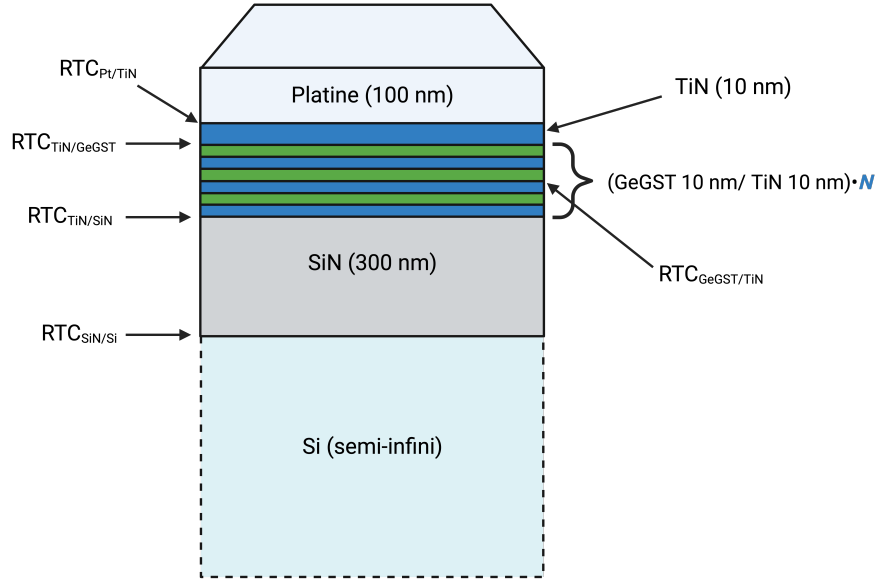 RTCPt/TiN
Platine (100 nm)
TiN (10 nm)
RTCTiN/GeGST
(GeGST 10 nm/ TiN 10 nm)·N
RTCTiN/SiN
SiN (300 nm)
RTCGeGST/TiN
RTCSiN/Si
Si (semi-infini)